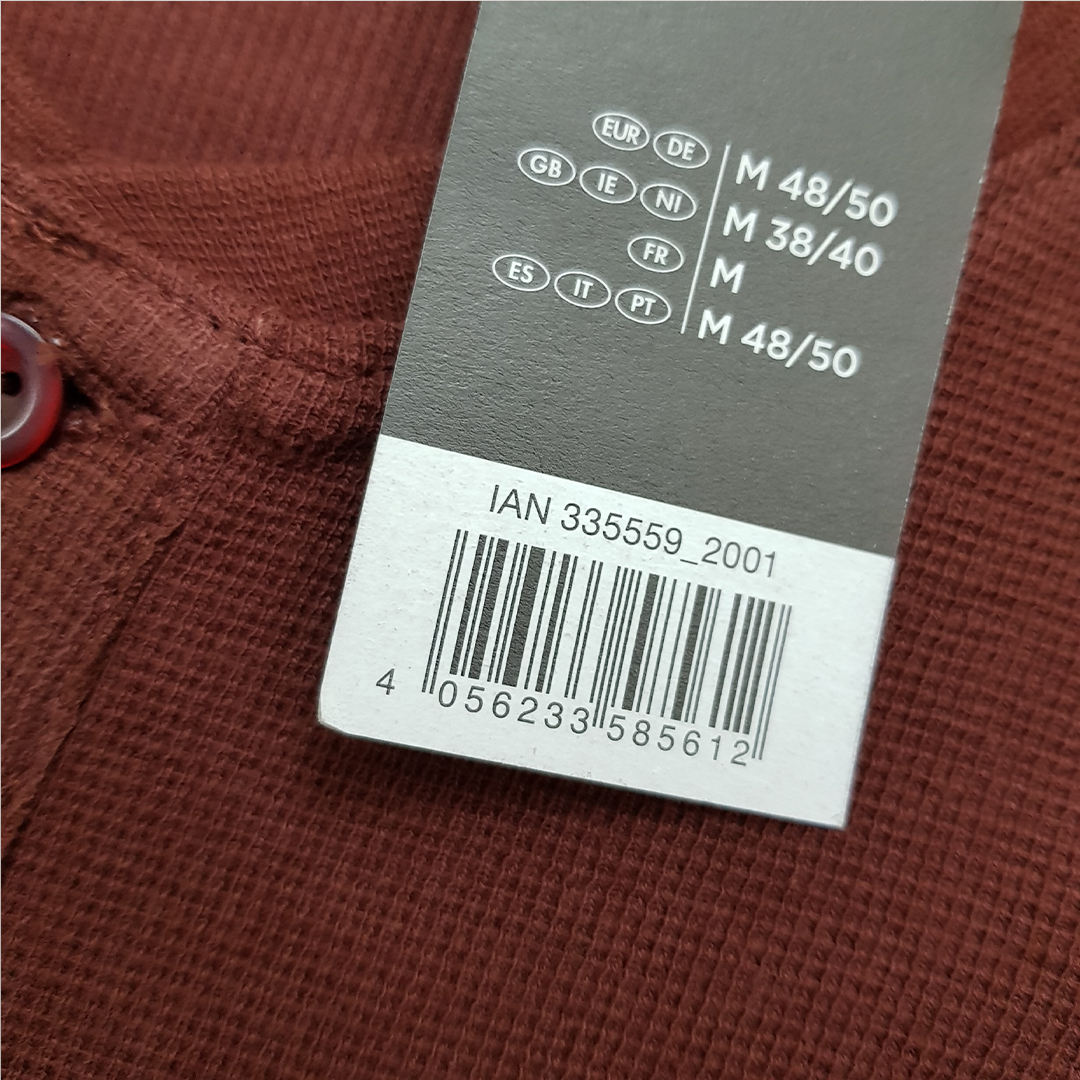 EUR DE M 48/50
GB IE NI M 38/40
FR M
ES IT PT M 48/50
IAN 335559_2001
4 056233 585612